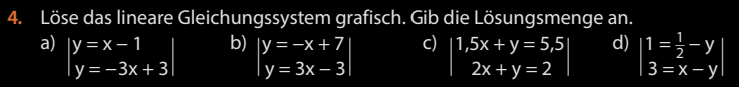 4. Löse das lineare Gleichungssystem grafisch. Gib die Lösungsmenge an.
a) |y = x – 1| b) |y = –x + 7| c) |1,5x + y = 5,5| d) |1 = 1/2 – y|
|y = –3x + 3| |y = 3x – 3| |2x + y = 2| |3 = x – y|